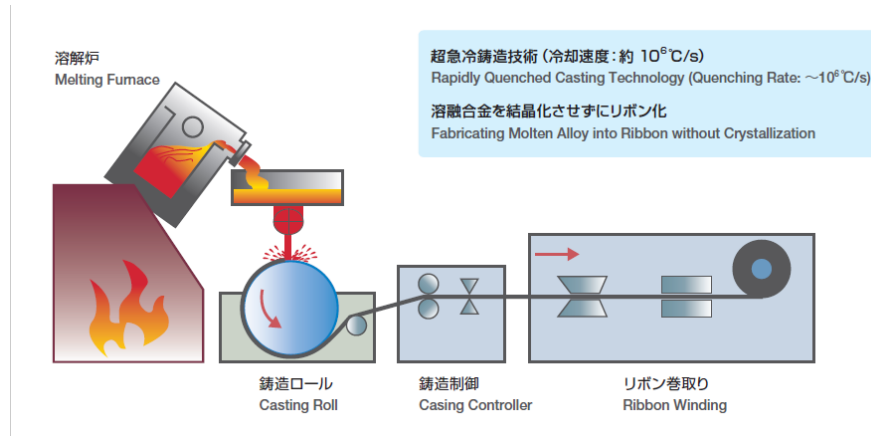 溶解炉
Melting Furnace
超急冷鋳造技術(冷却速度:約 10⁶℃/s)
Rapidly Quenched Casting Technology (Quenching Rate: ~10⁶℃/s)
溶融合金を結晶化させずにリボン化
Fabricating Molten Alloy into Ribbon without Crystallization
鋳造ロール
Casting Roll
鋳造制御
Casing Controller
リボン巻取り
Ribbon Winding